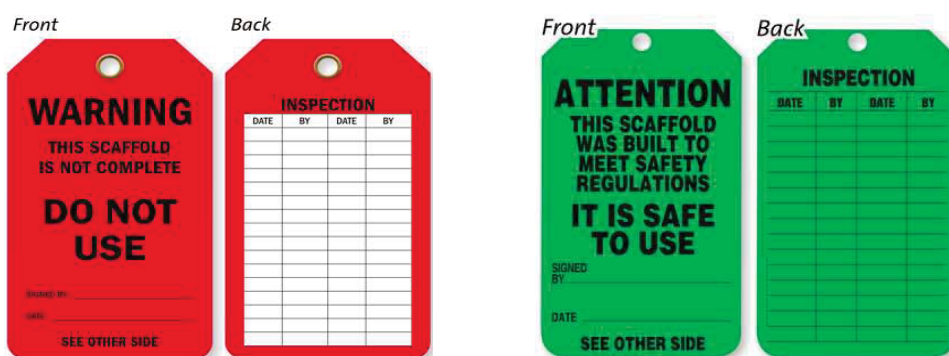 Front
WARNING
THIS SCAFFOLD
IS NOT COMPLETE
DO NOT
USE
SIGNED BY
DATE
SEE OTHER SIDE
Back
INSPECTION
DATE BY DATE BY
Front
ATTENTION
THIS SCAFFOLD
WAS BUILT TO
MEET SAFETY
REGULATIONS
IT IS SAFE
TO USE
SIGNED
BY
DATE
SEE OTHER SIDE
Back
INSPECTION
DATE BY DATE BY